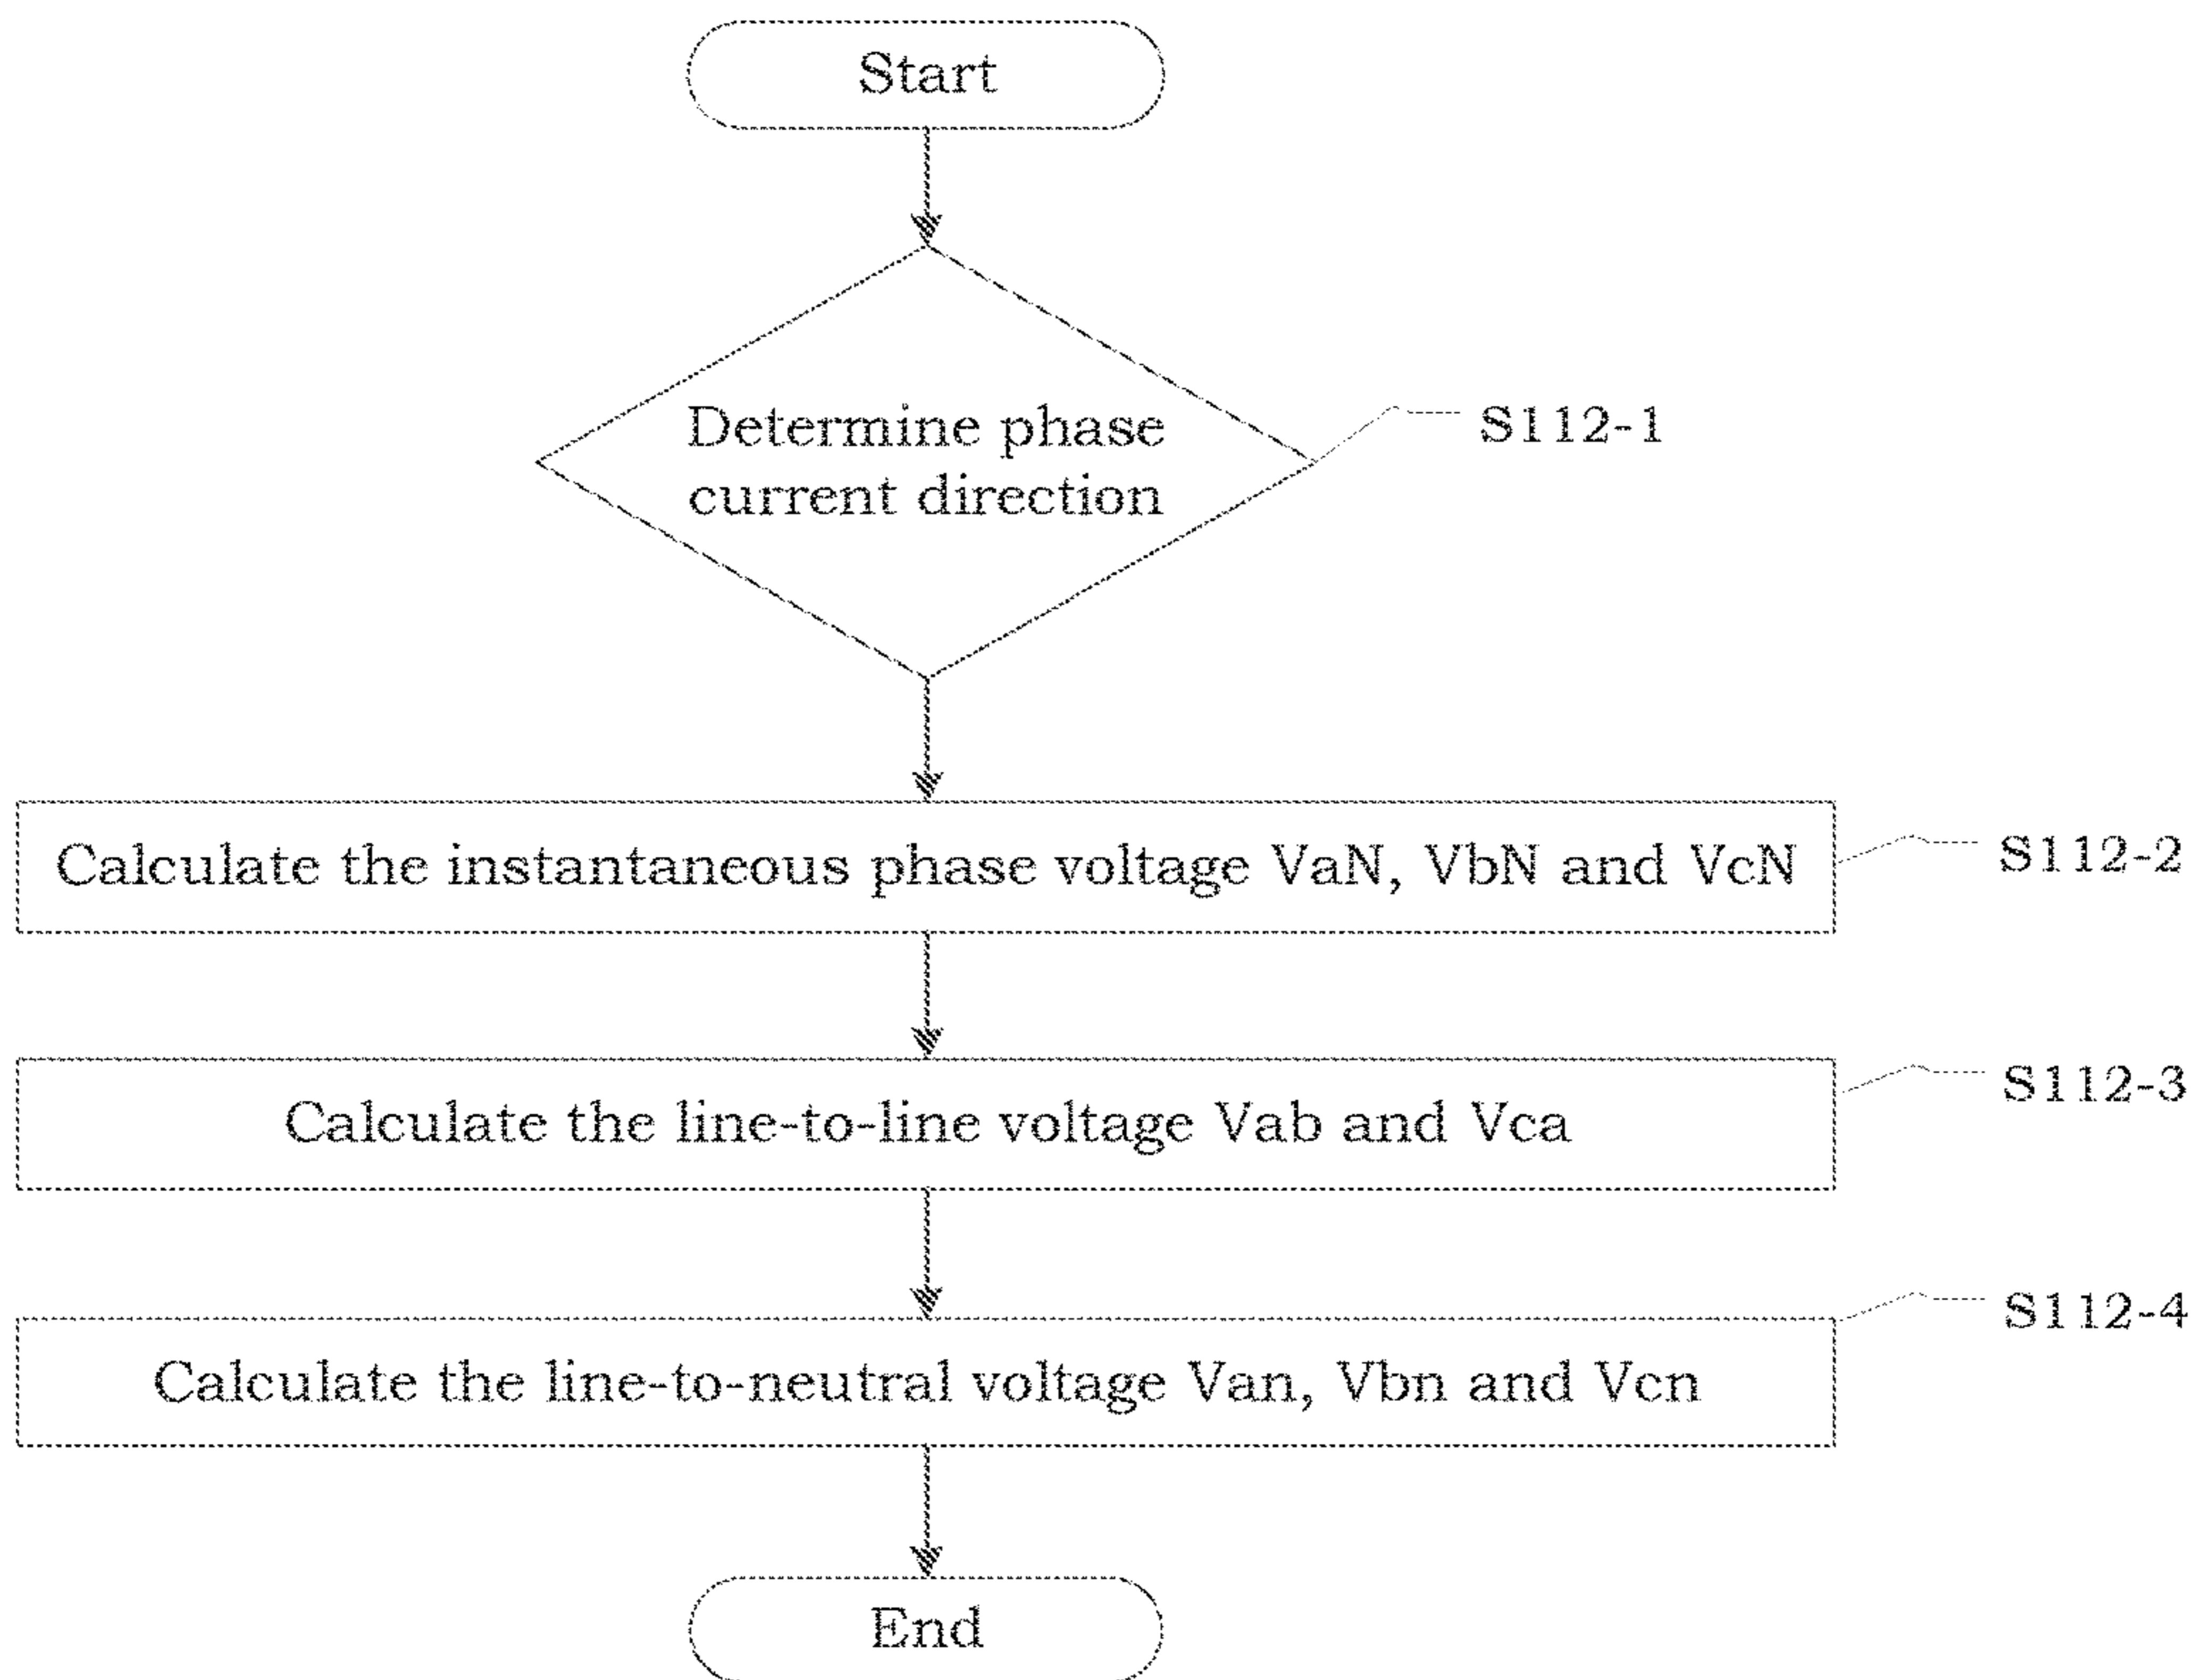 Start
Determine phase
current direction
S112-1
Calculate the instantaneous phase voltage VaN, VbN and VcN
S112-2
Calculate the line-to-line voltage Vab and Vca
S112-3
Calculate the line-to-neutral voltage Van, Vbn and Vcn
S112-4
End